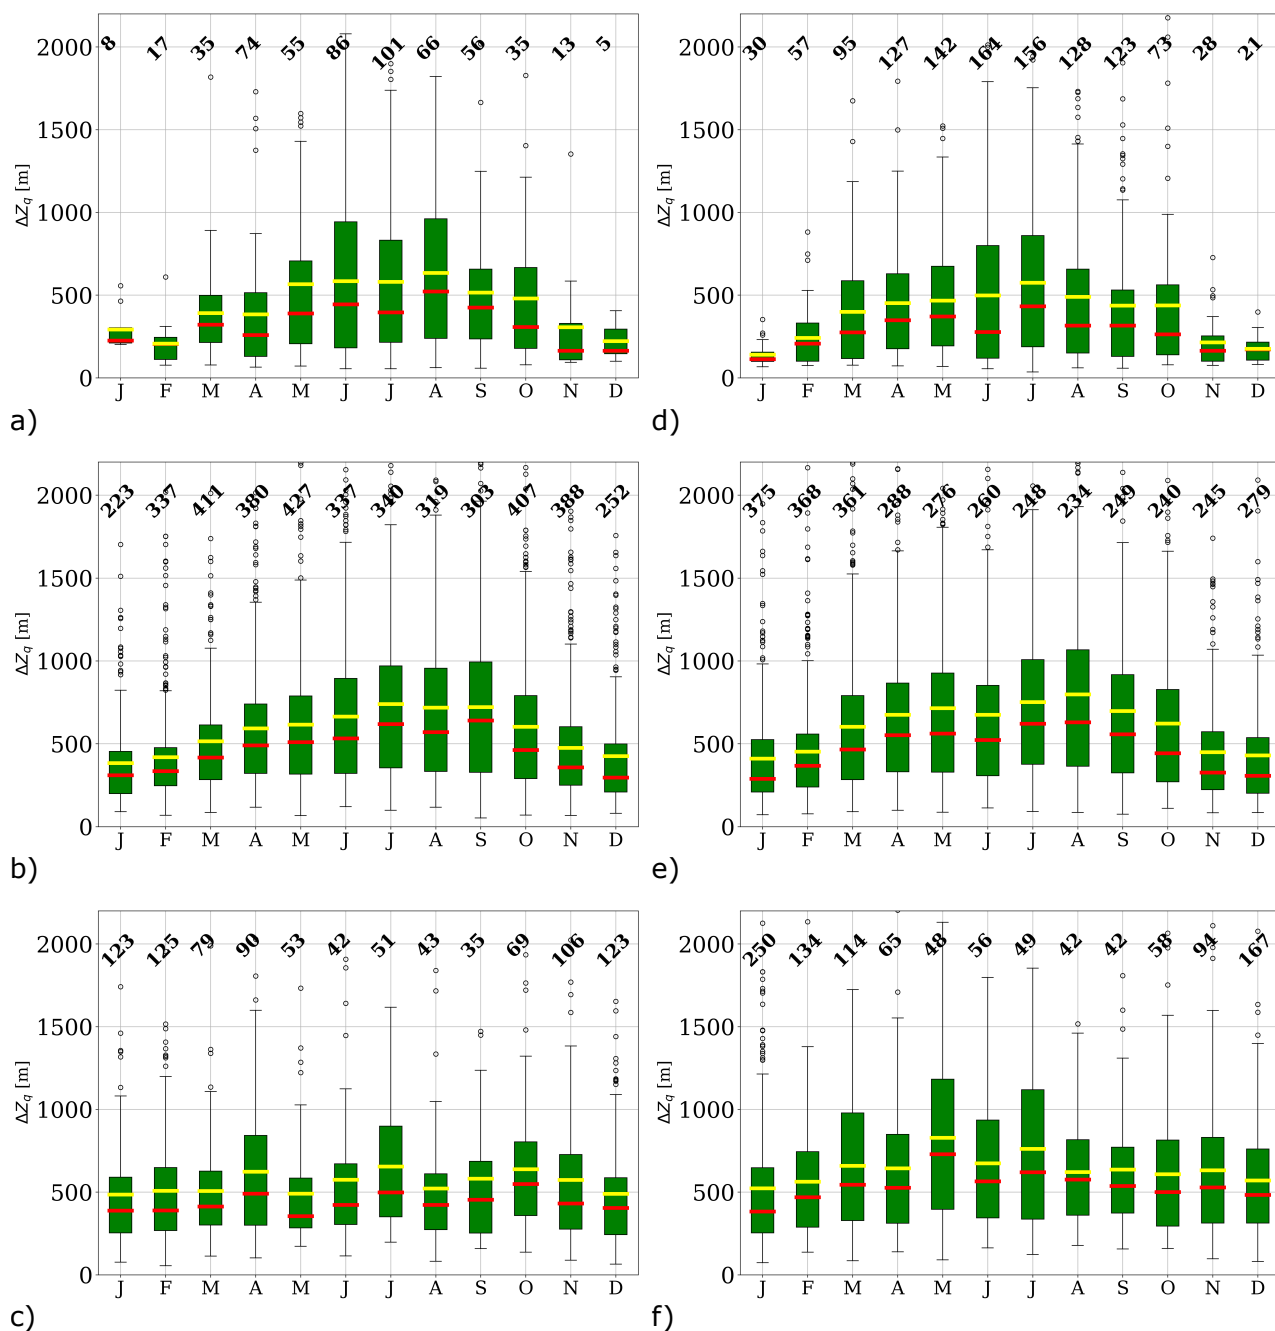 8 17 35 74 55 86 101 66 56 35 13 5
2000
1500
1000
500
0
ΔZq [m]
J F M A M J J A S O N D
a)
30 57 95 127 142 164 156 128 123 73 28 21
2000
1500
1000
500
0
ΔZq [m]
J F M A M J J A S O N D
d)
223 337 411 380 427 337 340 319 303 407 388 252
2000
1500
1000
500
0
ΔZq [m]
J F M A M J J A S O N D
b)
375 368 361 288 276 260 248 234 249 240 245 279
2000
1500
1000
500
0
ΔZq [m]
J F M A M J J A S O N D
e)
123 125 79 90 53 42 51 43 35 69 106 123
2000
1500
1000
500
0
ΔZq [m]
J F M A M J J A S O N D
c)
250 134 114 65 48 56 49 42 42 58 94 167
2000
1500
1000
500
0
ΔZq [m]
J F M A M J J A S O N D
f)